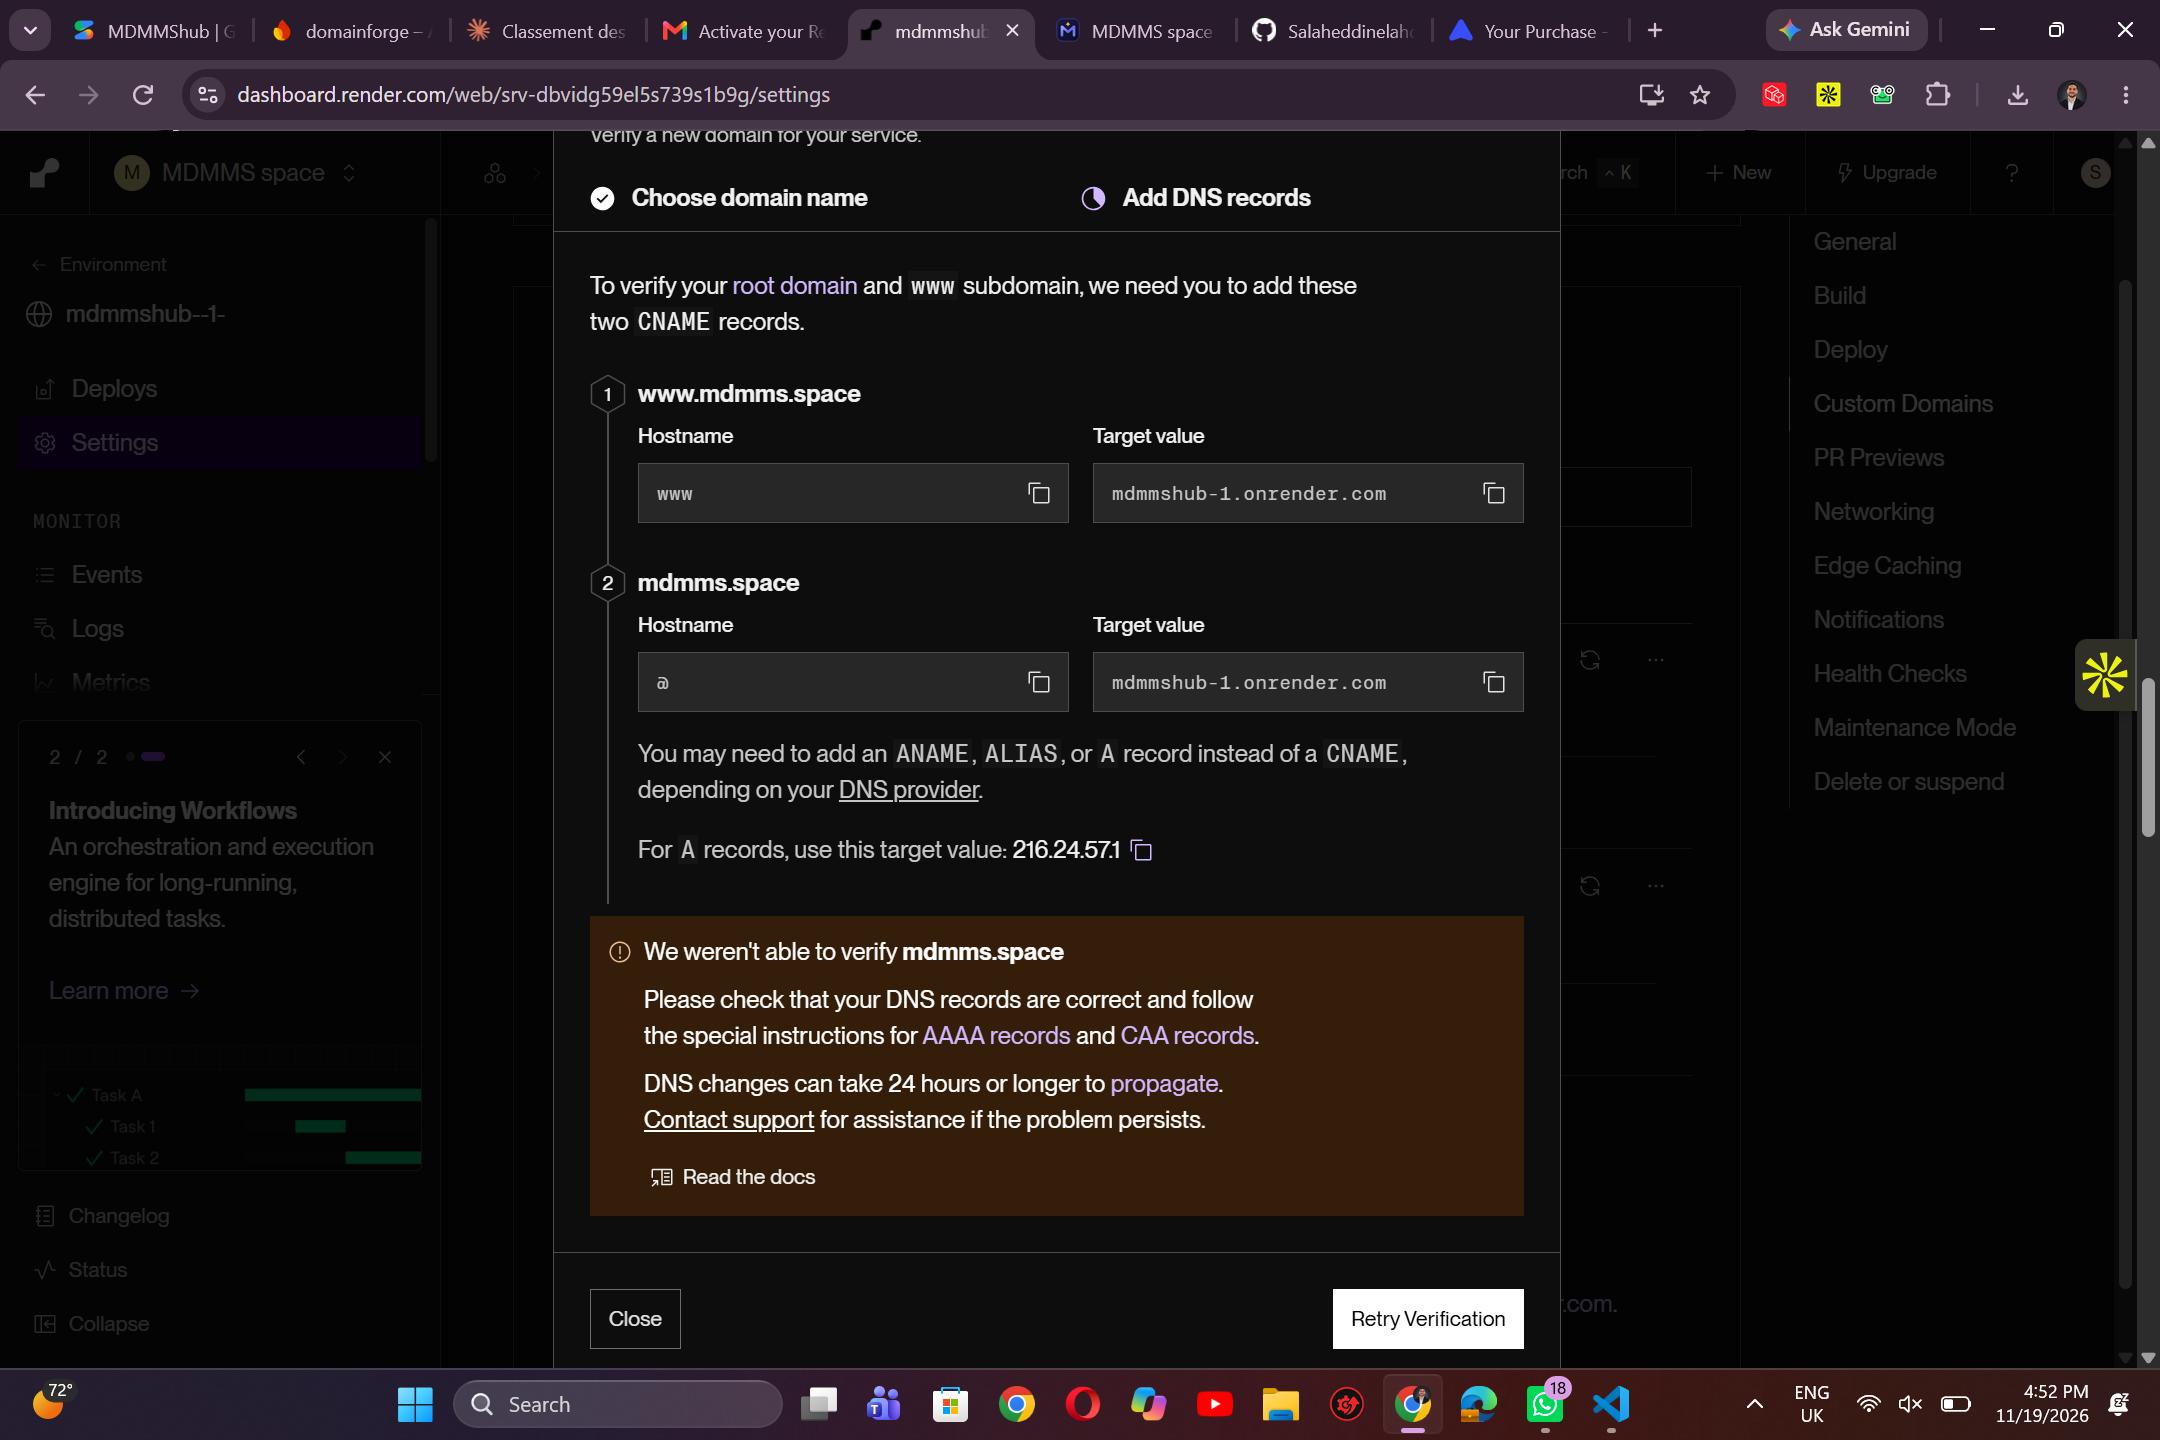 MDMMShub | G
domainforge –
Classement des
Activate your Re
mdmmshub
MDMMS space
Salaheddinelaho
Your Purchase -
Ask Gemini
dashboard.render.com/web/srv-dbvidg59el5s739s1b9g/settings
M
MDMMS space
rch
^ K
+ New
Upgrade
?
S
Environment
mdmmshub--1-
Deploys
Settings
MONITOR
Events
Logs
Metrics
2 / 2
Introducing Workflows
An orchestration and execution
engine for long-running,
distributed tasks.
Learn more →
Task A
Task 1
Task 2
Changelog
Status
Collapse
Verify a new domain for your service.
Choose domain name
Add DNS records
To verify your root domain and www subdomain, we need you to add these
two CNAME records.
1
www.mdmms.space
Hostname
Target value
www
mdmmshub-1.onrender.com
2
mdmms.space
Hostname
Target value
@
mdmmshub-1.onrender.com
You may need to add an ANAME, ALIAS, or A record instead of a CNAME,
depending on your DNS provider.
For A records, use this target value: 216.24.57.1
We weren't able to verify mdmms.space
Please check that your DNS records are correct and follow
the special instructions for AAAA records and CAA records.
DNS changes can take 24 hours or longer to propagate.
Contact support for assistance if the problem persists.
Read the docs
Close
Retry Verification
General
Build
Deploy
Custom Domains
PR Previews
Networking
Edge Caching
Notifications
Health Checks
Maintenance Mode
Delete or suspend
r.com.
72°
Search
18
ENG
UK
4:52 PM
11/19/2026